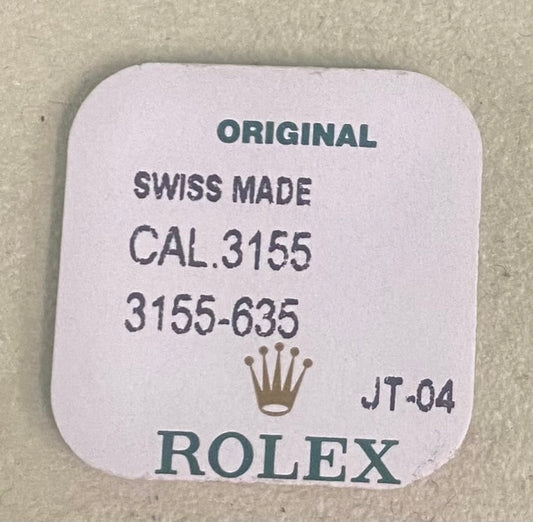 ORIGINAL
SWISS MADE
CAL.3155
3155-635
JT-04
ROLEX